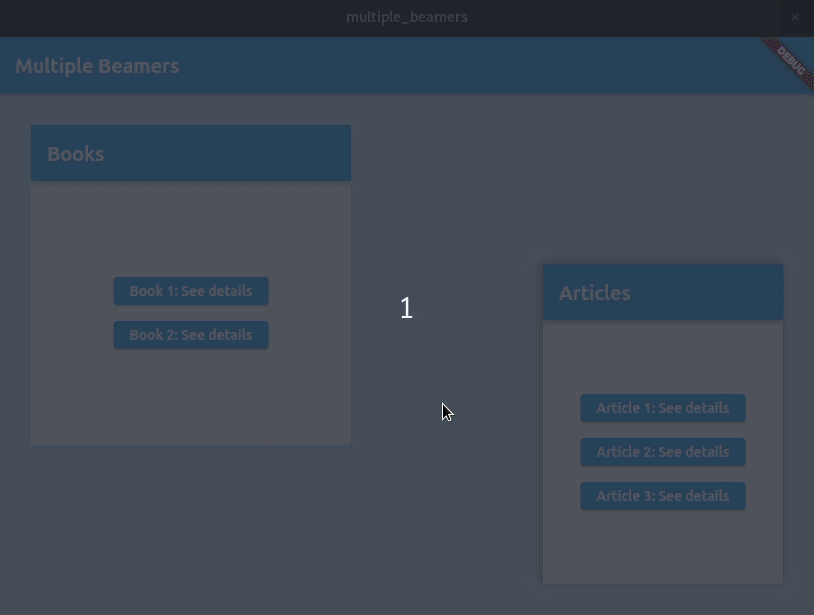 multiple_beamers
Multiple Beamers
DEBUG
Books
Book 1: See details
Book 2: See details
1
Articles
Article 1: See details
Article 2: See details
Article 3: See details